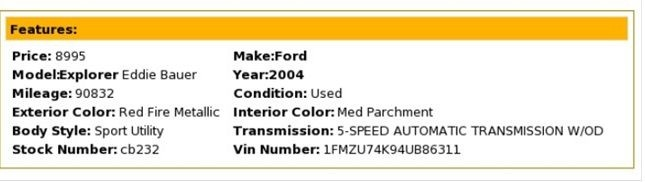 Features:
Price: 8995 Make:Ford
Model:Explorer Eddie Bauer Year:2004
Mileage: 90832 Condition: Used
Exterior Color: Red Fire Metallic Interior Color: Med Parchment
Body Style: Sport Utility Transmission: 5-SPEED AUTOMATIC TRANSMISSION W/OD
Stock Number: cb232 Vin Number: 1FMZU74K94UB86311